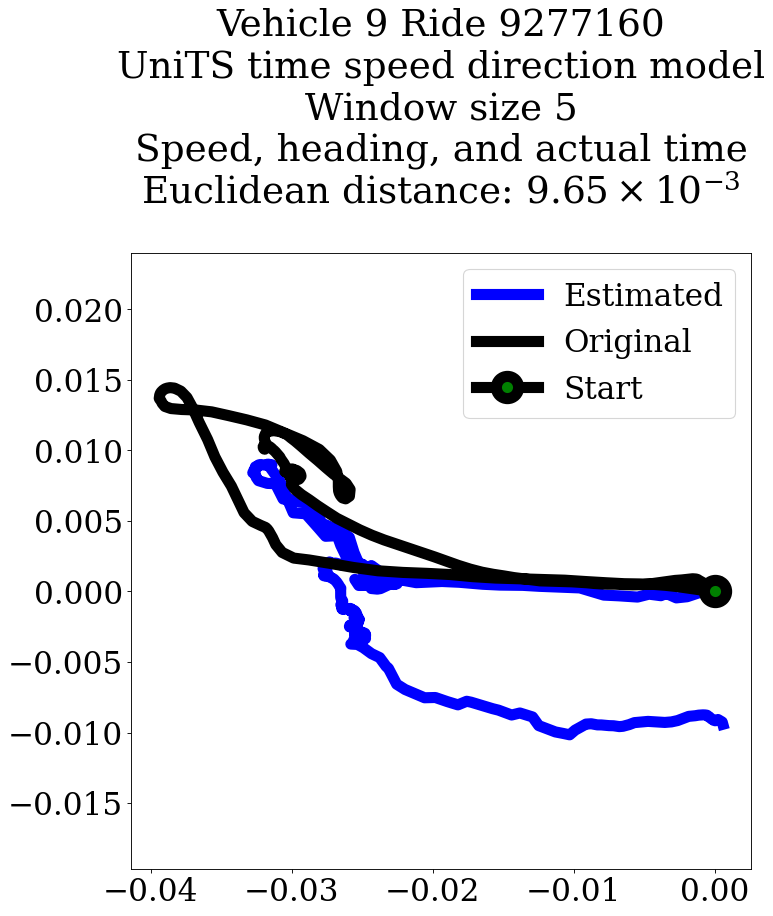 Vehicle 9 Ride 9277160
UniTS time speed direction model
Window size 5
Speed, heading, and actual time
Euclidean distance: 9.65 × 10⁻³
Estimated
Original
Start
0.020
0.015
0.010
0.005
0.000
−0.005
−0.010
−0.015
−0.04 −0.03 −0.02 −0.01 0.00